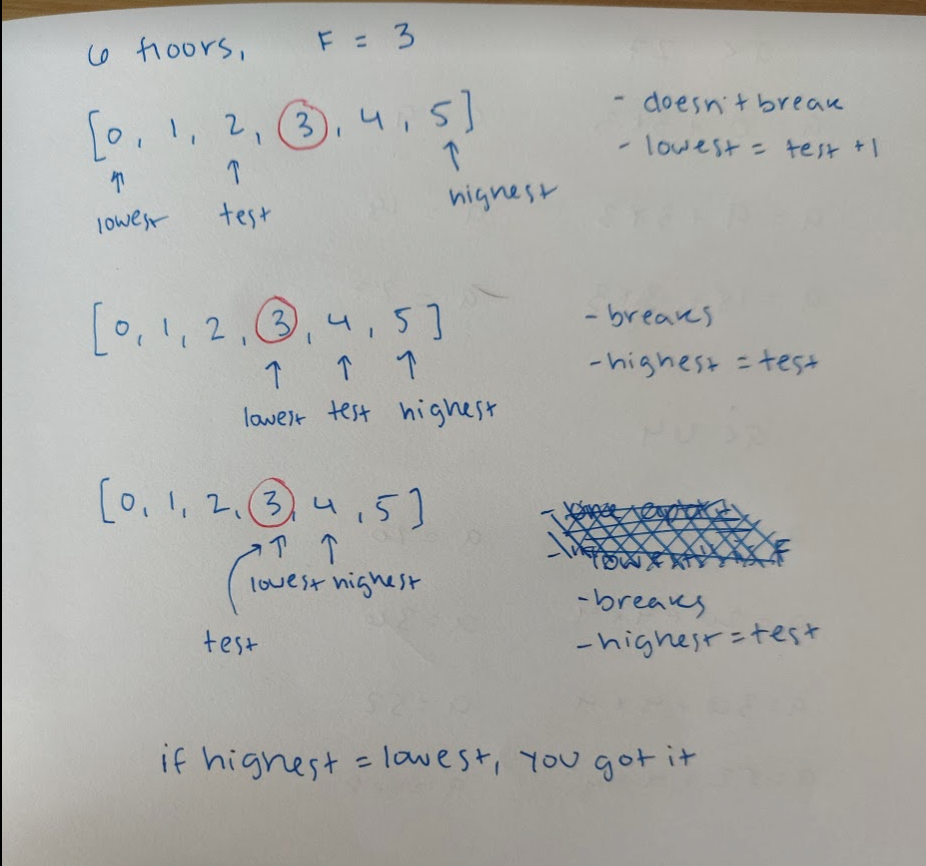 6 floors, F = 3
[0, 1, 2, 3, 4, 5]
- doesn't break
- lowest = test +1
lowest test highest
[0, 1, 2, 3, 4, 5]
- breaks
- highest = test
lowest test highest
[0, 1, 2, 3, 4, 5]
lowest highest
test
- breaks
- highest = test
if highest = lowest, you got it